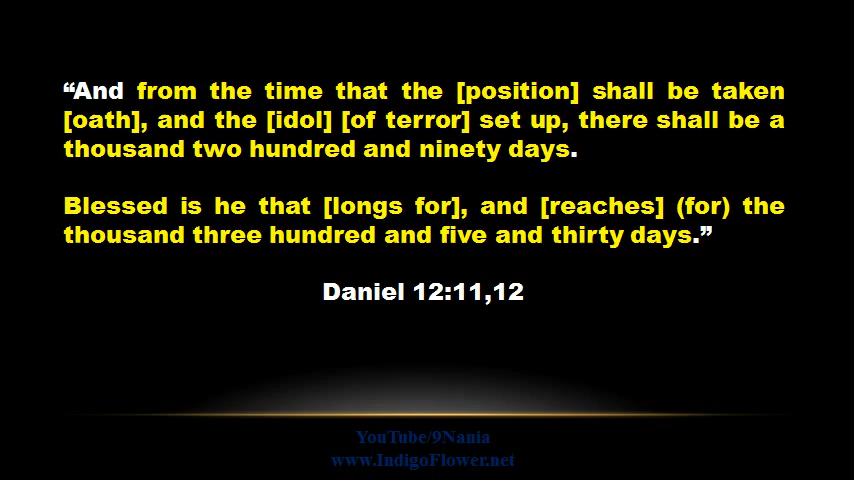 “And from the time that the [position] shall be taken
[oath], and the [idol] [of terror] set up, there shall be a
thousand two hundred and ninety days.
Blessed is he that [longs for], and [reaches] (for) the
thousand three hundred and five and thirty days.”
Daniel 12:11,12
YouTube/9Nania
www.IndigoFlower.net